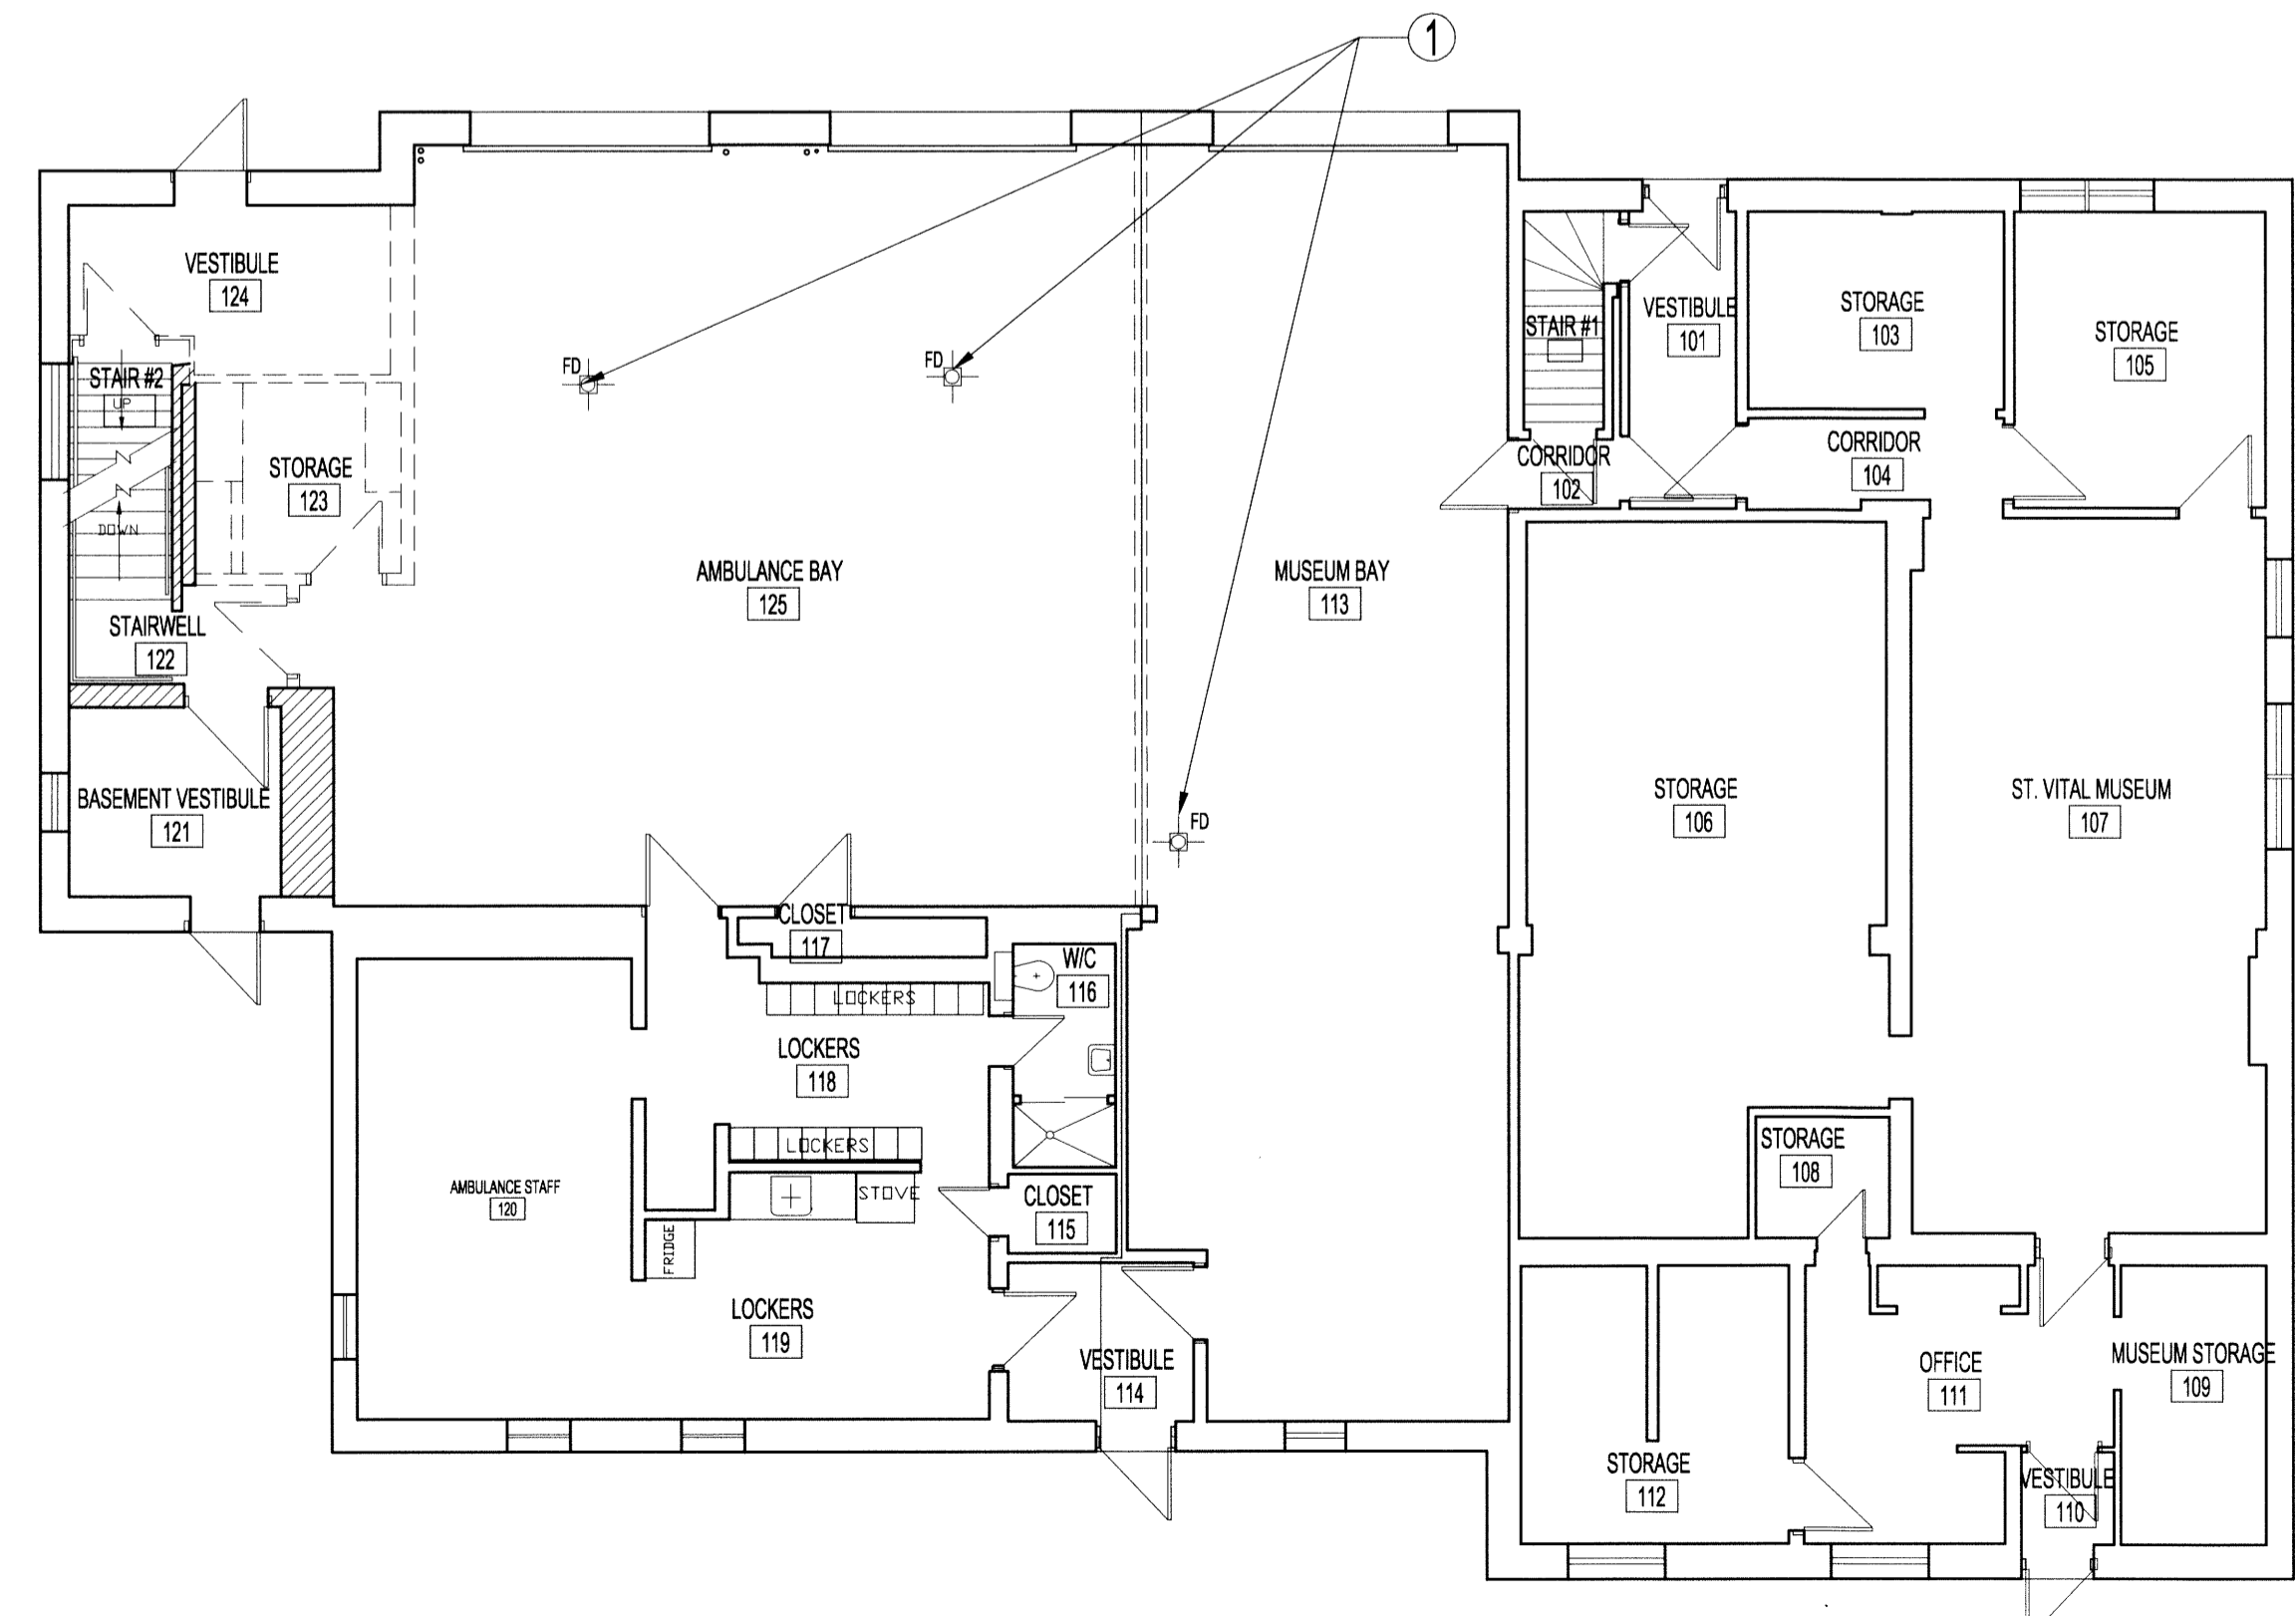 1
VESTIBULE
124
FD
FD
STAIR #1
VESTIBULE
101
STORAGE
103
STORAGE
105
STAIR #2
UP
STORAGE
123
DOWN
CORRIDOR
102
CORRIDOR
104
AMBULANCE BAY
125
MUSEUM BAY
113
STAIRWELL
122
BASEMENT VESTIBULE
121
FD
STORAGE
106
ST. VITAL MUSEUM
107
CLOSET
117
W/C
116
LOCKERS
LOCKERS
118
LOCKERS
STORAGE
108
AMBULANCE STAFF
120
STOVE
CLOSET
115
FRIDGE
LOCKERS
119
VESTIBULE
114
OFFICE
111
MUSEUM STORAGE
109
STORAGE
112
VESTIBULE
110